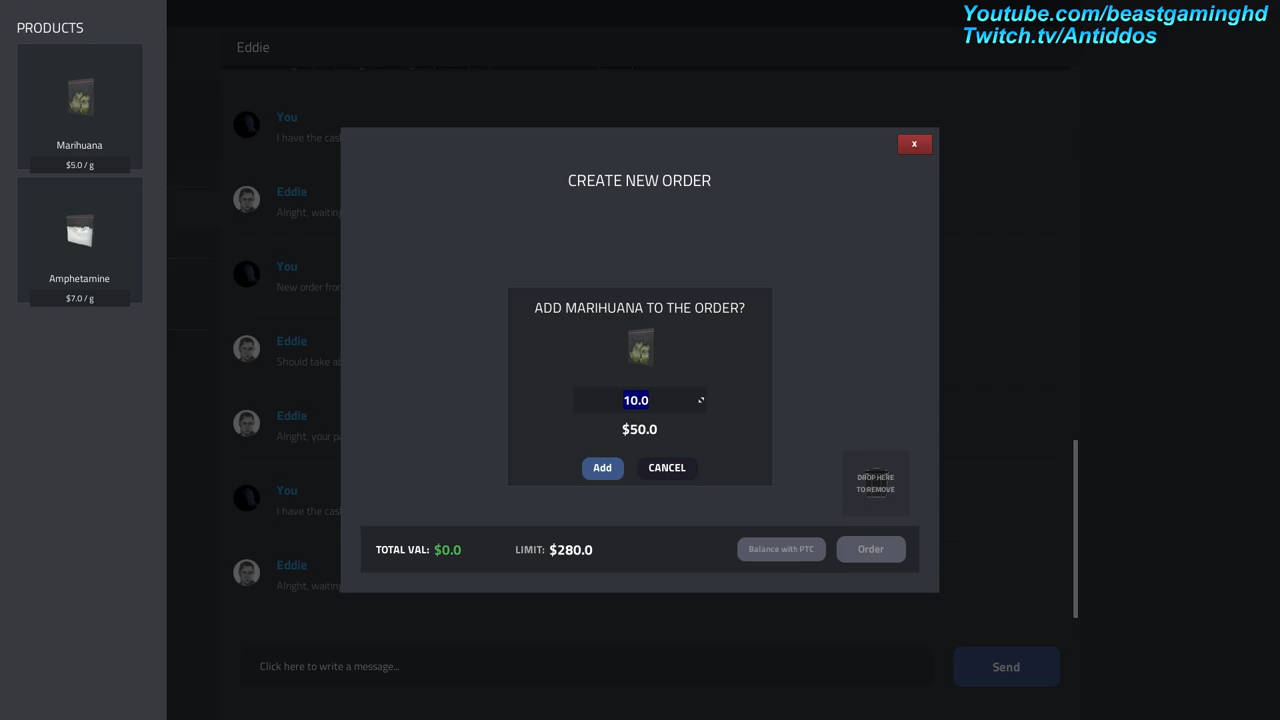 Youtube.com/beastgaminghd
Twitch.tv/Antiddos
PRODUCTS
Marihuana
$5.0 / g
Amphetamine
$7.0 / g
Eddie
You
I have the cas
Eddie
Alright, waitin
You
New order fro
Eddie
Should take ab
Eddie
Alright, your pa
You
I have the cas
Eddie
Alright, waitin
x
CREATE NEW ORDER
ADD MARIHUANA TO THE ORDER?
10.0
$50.0
Add CANCEL
DROP HERE
TO REMOVE
TOTAL VAL: $0.0 LIMIT: $280.0 Balance with PTC Order
Click here to write a message... Send